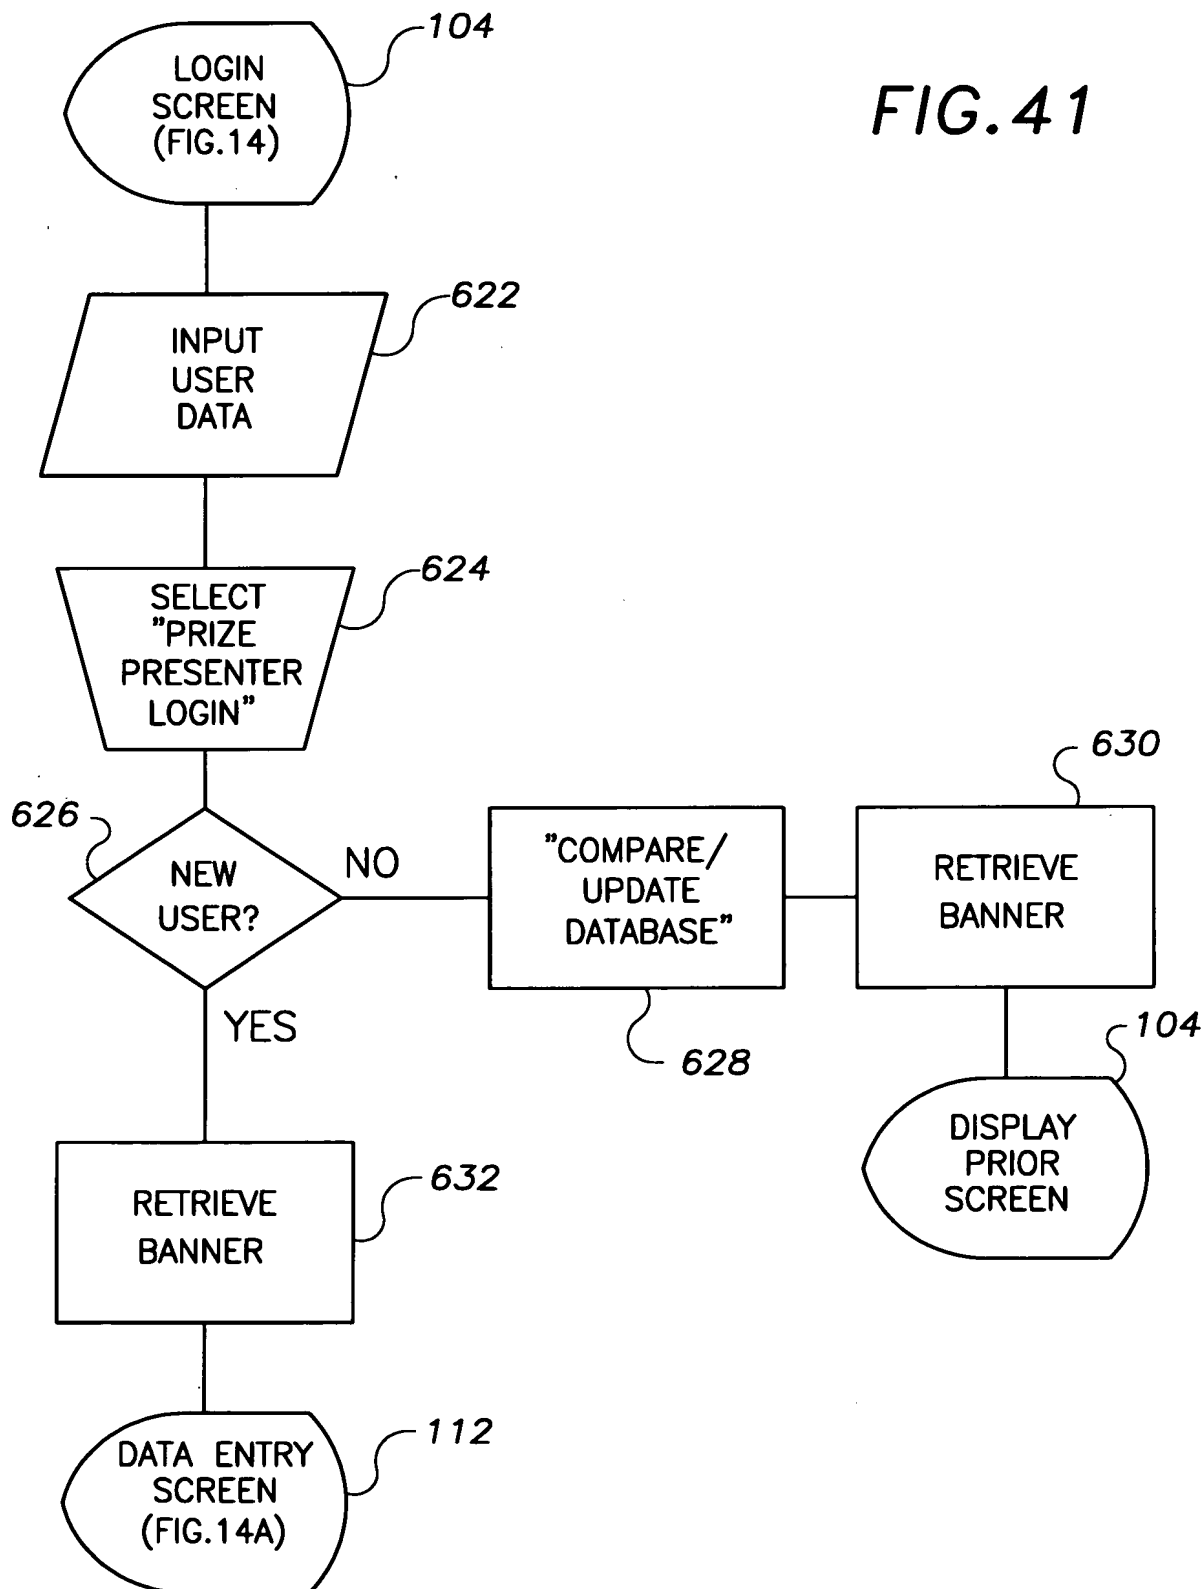 104
LOGIN
SCREEN
(FIG.14)
FIG.41
622
INPUT
USER
DATA
624
SELECT
"PRIZE
PRESENTER
LOGIN"
626
NEW
USER?
NO
"COMPARE/
UPDATE
DATABASE"
628
630
RETRIEVE
BANNER
YES
104
DISPLAY
PRIOR
SCREEN
632
RETRIEVE
BANNER
112
DATA ENTRY
SCREEN
(FIG.14A)